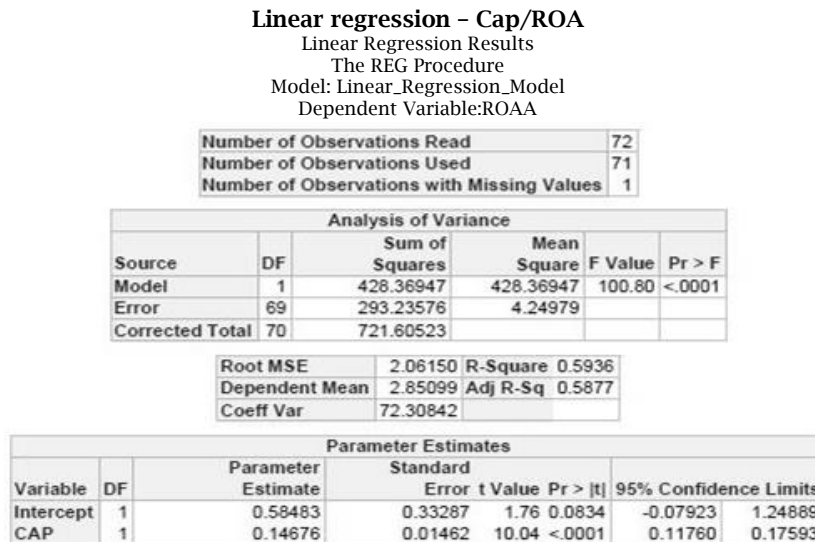 Linear regression – Cap/ROA
Linear Regression Results
The REG Procedure
Model: Linear_Regression_Model
Dependent Variable:ROAA
Number of Observations Read 72
Number of Observations Used 71
Number of Observations with Missing Values 1
Analysis of Variance
Source DF Sum of Squares Mean Square F Value Pr > F
Model 1 428.36947 428.36947 100.80 <.0001
Error 69 293.23576 4.24979
Corrected Total 70 721.60523
Root MSE 2.06150 R-Square 0.5936
Dependent Mean 2.85099 Adj R-Sq 0.5877
Coeff Var 72.30842
Parameter Estimates
Variable DF Parameter Estimate Standard Error t Value Pr > |t| 95% Confidence Limits
Intercept 1 0.58483 0.33287 1.76 0.0834 -0.07923 1.24889
CAP 1 0.14676 0.01462 10.04 <.0001 0.11760 0.17593